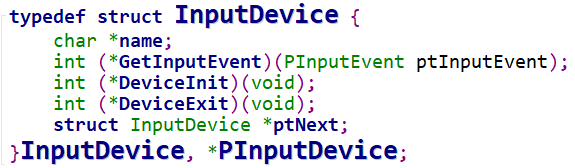 typedef struct InputDevice {
    char *name;
    int (*GetInputEvent)(PInputEvent ptInputEvent);
    int (*DeviceInit)(void);
    int (*DeviceExit)(void);
    struct InputDevice *ptNext;
}InputDevice, *PInputDevice;